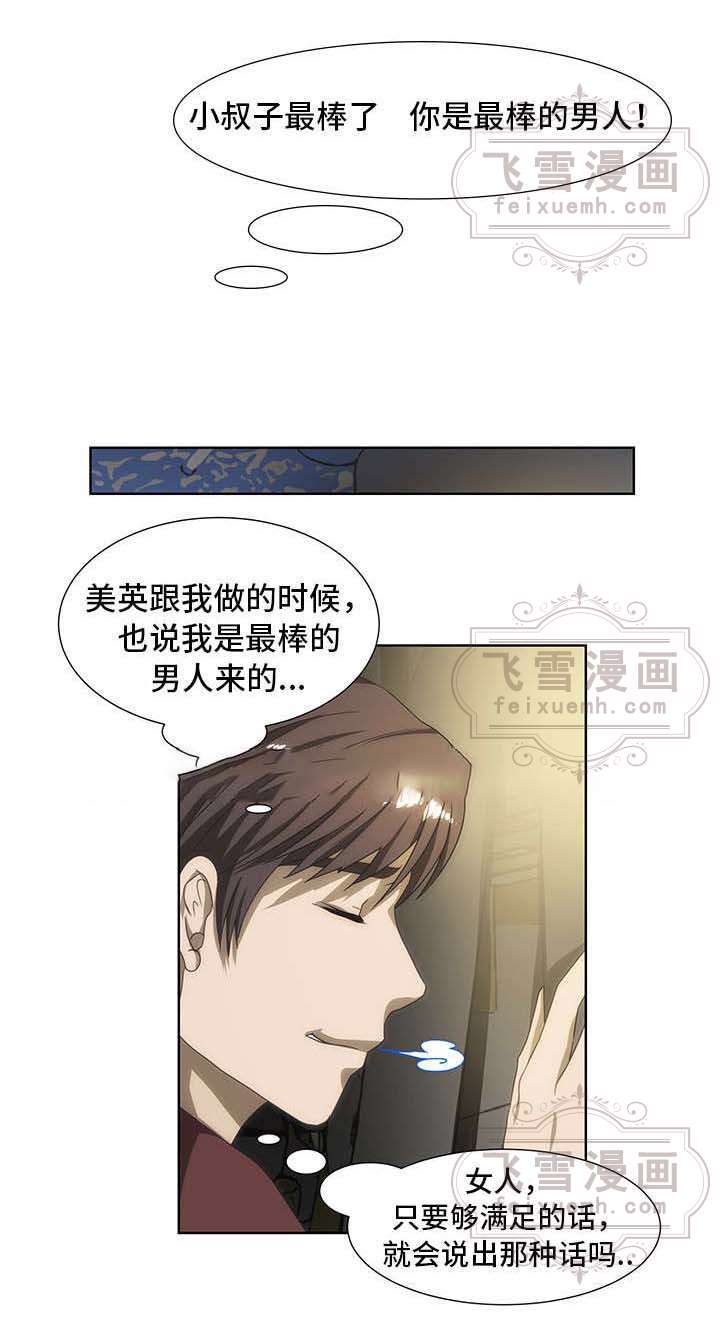 小叔子最棒了 你是最棒的男人!
飞雪漫画
feixuemh.com
美英跟我做的时候，
也说我是最棒的
男人来的...
飞雪漫画
feixuemh.com
女人，
只要够满足的话，
就会说出那种话吗..
飞雪漫画
feixuemh.com